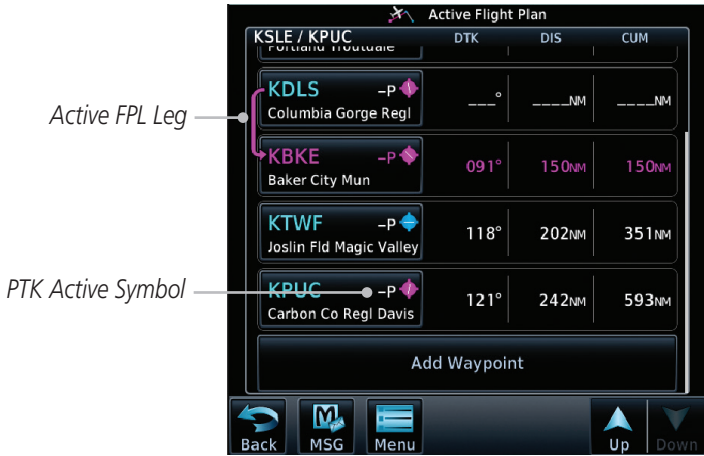 Active Flight Plan
KSLE / KPUC DTK DIS CUM
Portland Troutdale
KDLS -P ___° ____NM ____NM
Columbia Gorge Regl
Active FPL Leg
KBKE -P 091° 150NM 150NM
Baker City Mun
KTWF -P 118° 202NM 351NM
Joslin Fld Magic Valley
PTK Active Symbol
KPUC -P 121° 242NM 593NM
Carbon Co Regl Davis
Add Waypoint
Back MSG Menu Up Down